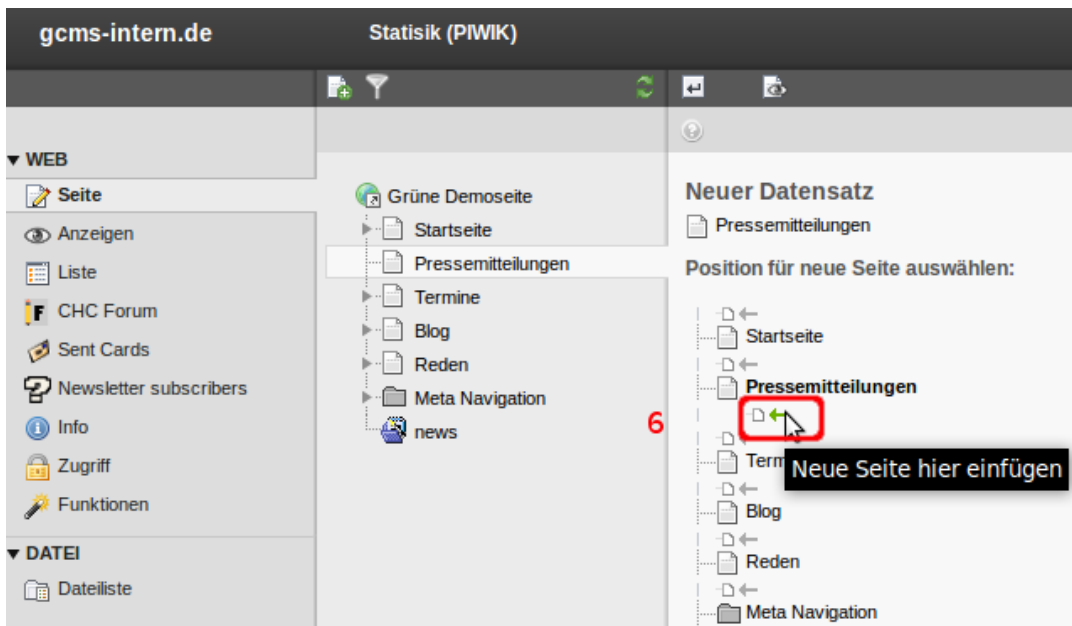 gcms-intern.de
Statisik (PIWIK)
WEB
Seite
Anzeigen
Liste
CHC Forum
Sent Cards
Newsletter subscribers
Info
Zugriff
Funktionen
DATEI
Dateiliste
Grüne Demoseite
Startseite
Pressemitteilungen
Termine
Blog
Reden
Meta Navigation
news
Neuer Datensatz
Pressemitteilungen
Position für neue Seite auswählen:
Startseite
Pressemitteilungen
6
Neue Seite hier einfügen
Blog
Reden
Meta Navigation